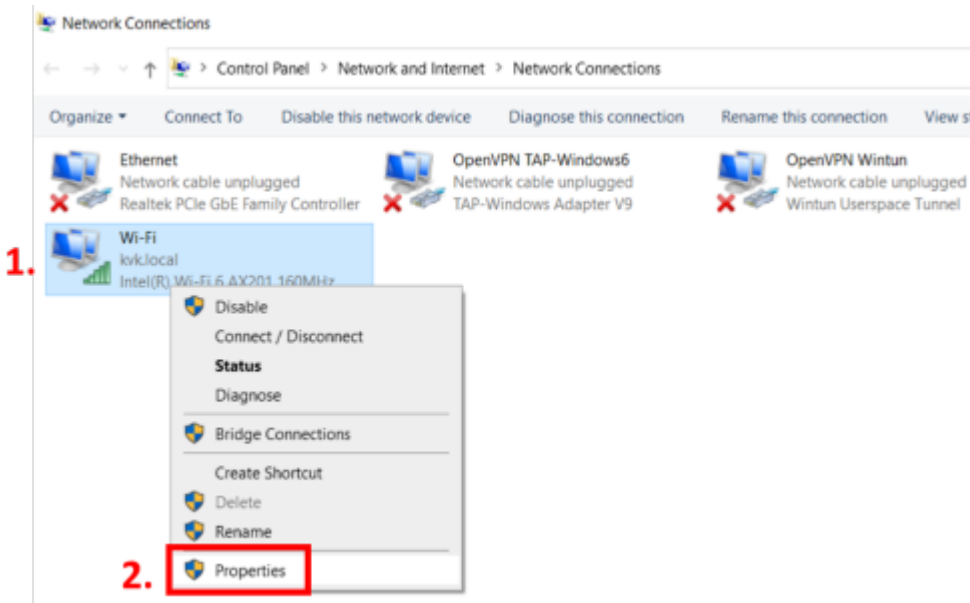 Network Connections
Control Panel > Network and Internet > Network Connections
Organize Connect To Disable this network device Diagnose this connection Rename this connection View s
Ethernet
Network cable unplugged
Realtek PCIe GbE Family Controller
OpenVPN TAP-Windows6
Network cable unplugged
TAP-Windows Adapter V9
OpenVPN Wintun
Network cable unplugged
Wintun Userspace Tunnel
1.
Wi-Fi
kvk.local
Intel(R) Wi-Fi 6 AX201 160MHz
Disable
Connect / Disconnect
Status
Diagnose
Bridge Connections
Create Shortcut
Delete
Rename
2.
Properties